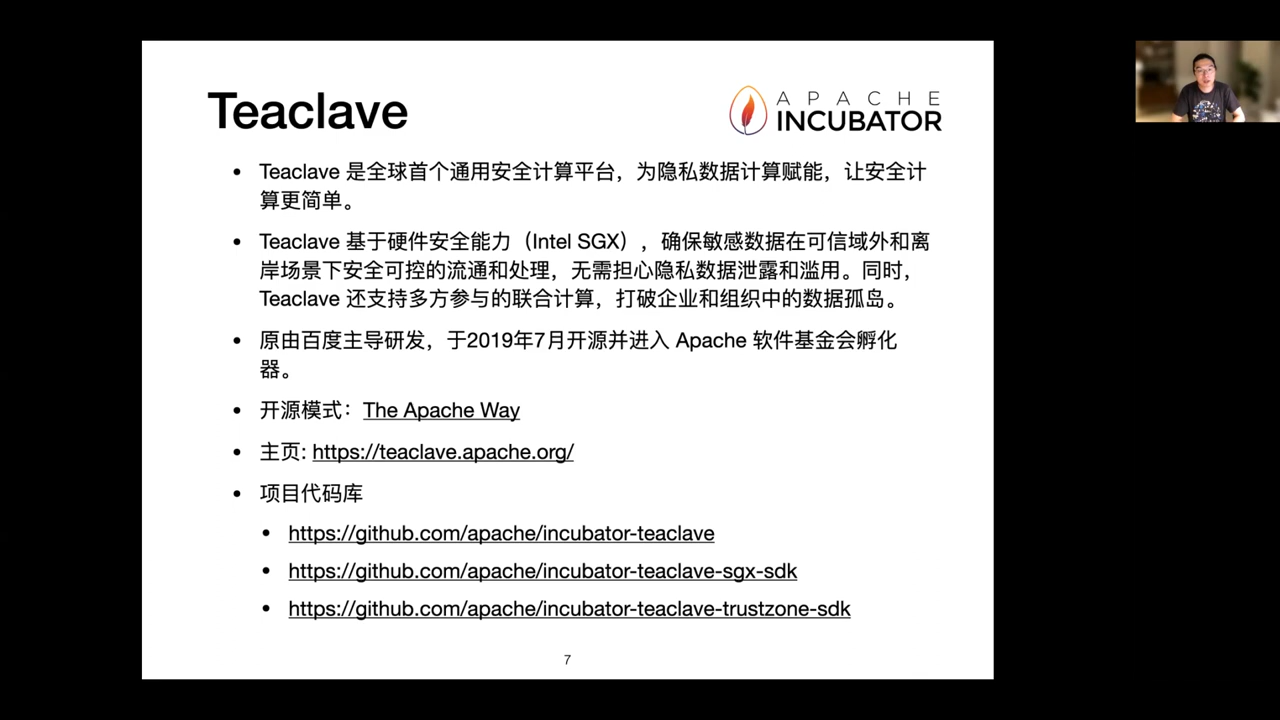 Teaclave
APACHE
INCUBATOR
• Teaclave 是全球首个通用安全计算平台，为隐私数据计算赋能，让安全计
算更简单。
• Teaclave 基于硬件安全能力（Intel SGX），确保敏感数据在可信域外和离
岸场景下安全可控的流通和处理，无需担心隐私数据泄露和滥用。同时，
Teaclave 还支持多方参与的联合计算，打破企业和组织中的数据孤岛。
• 原由百度主导研发，于2019年7月开源并进入 Apache 软件基金会孵化
器。
• 开源模式：The Apache Way
• 主页: https://teaclave.apache.org/
• 项目代码库
• https://github.com/apache/incubator-teaclave
• https://github.com/apache/incubator-teaclave-sgx-sdk
• https://github.com/apache/incubator-teaclave-trustzone-sdk
7